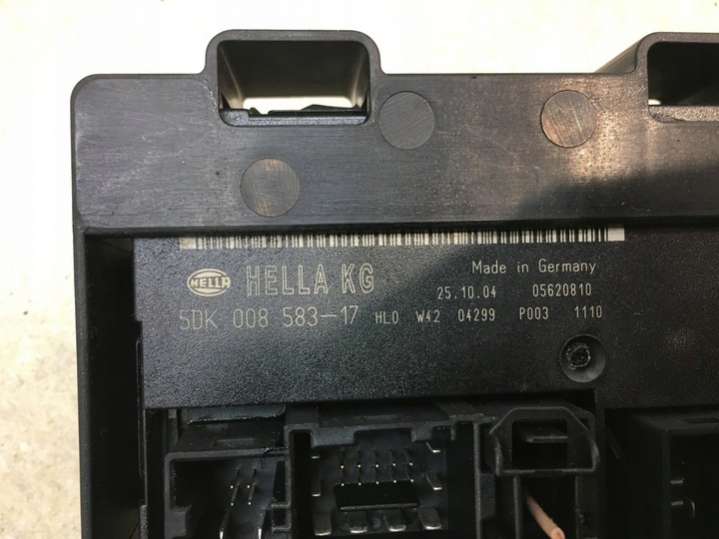 HELLA HELLA KG Made in Germany
25.10.04 05620810
5DK 008 583-17 HLO W42 04299 P003 1110